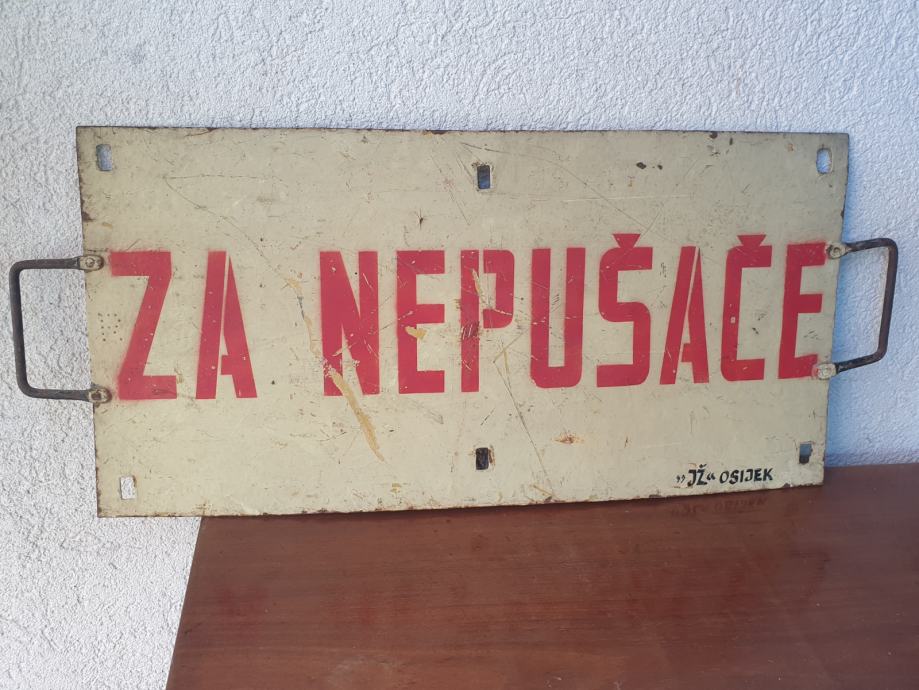 ZA NEPUŠAČE
„JŽ“ OSIJEK